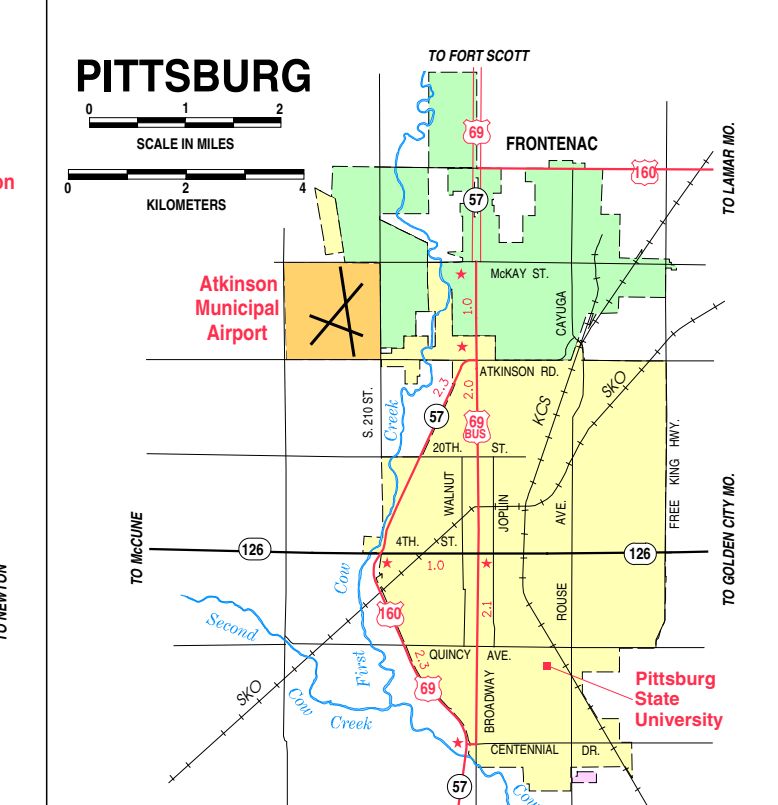 TO FORT SCOTT
PITTSBURG
0 1 2
SCALE IN MILES
0 2 4
KILOMETERS
on
69
FRONTENAC
160
TO LAMAR MO.
57
McKAY ST.
Atkinson
Municipal
Airport
1.0
CAYUGA
ATKINSON RD.
2.3
2.0
S. 210 ST.
Creek
57
69
BUS
KCS
SKO
20TH. ST.
FREE KING HWY.
WALNUT
JOPLIN
AVE.
TO McCUNE
TO GOLDEN CITY MO.
4TH. ST.
126
126
1.0
Cow
TO NEWTON
160
2.1
ROUSE
Second
First
2.3
QUINCY AVE.
69
SKO
Cow
Creek
BROADWAY
Pittsburg
State
University
CENTENNIAL DR.
57
Cow